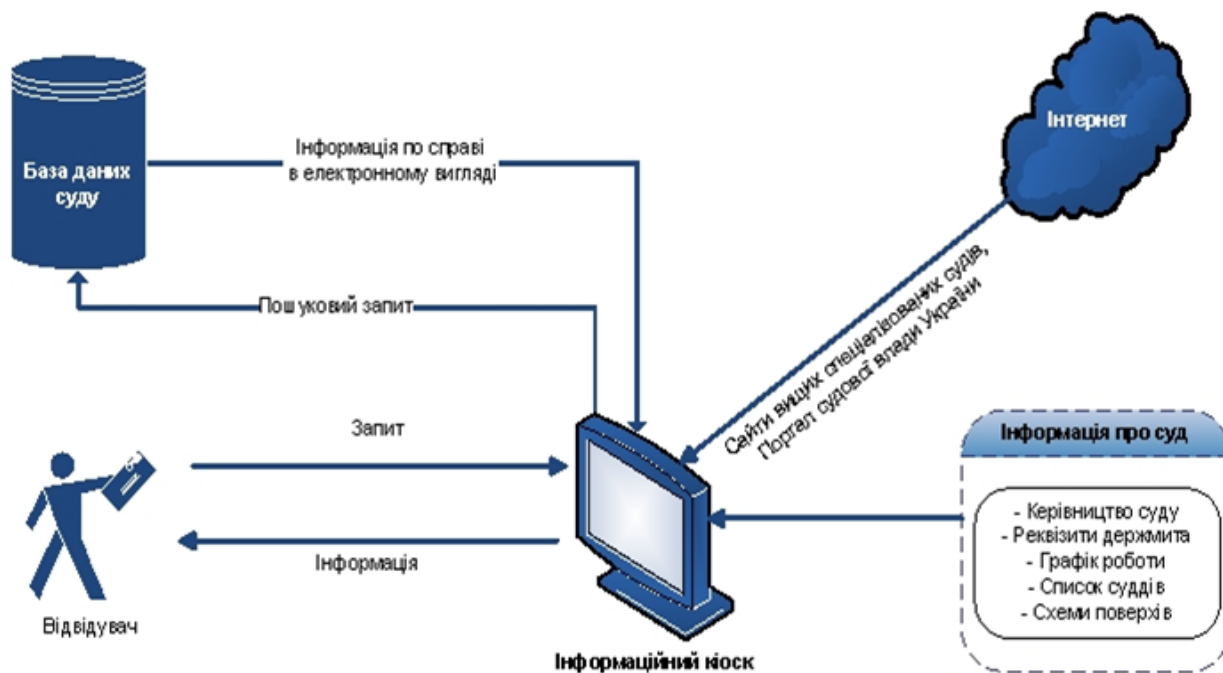 База даних
суду
Інформація по справі
в електронному вигляді
Інтернет
Пошуковий запит
Сайти вищих спеціалізованих судів,
Портал судової влади України
Запит
Інформація
Відвідувач
Інформаційний кіоск
Інформація про суд
- Керівництво суду
- Реквізити держмита
- Графік роботи
- Список суддів
- Схеми поверхів